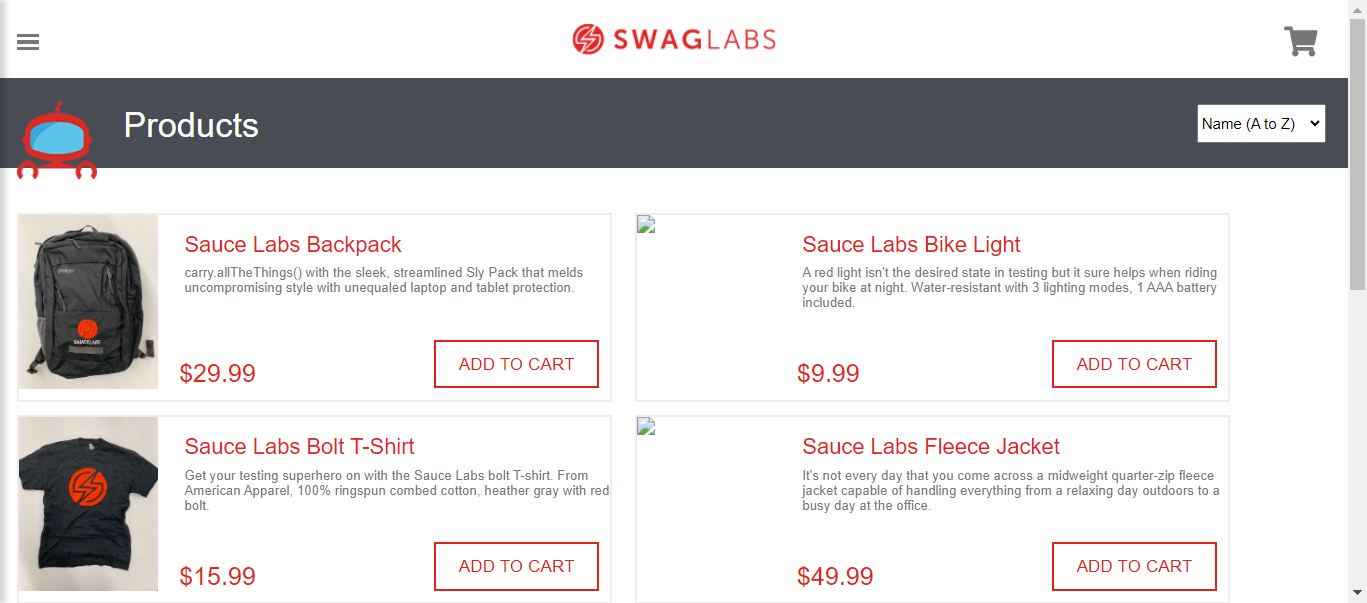 SWAGLABS
Products
Name (A to Z)
Sauce Labs Backpack
carry.allTheThings() with the sleek, streamlined Sly Pack that melds
uncompromising style with unequaled laptop and tablet protection.
$29.99
ADD TO CART
SAUCELABS
Sauce Labs Bike Light
A red light isn't the desired state in testing but it sure helps when riding
your bike at night. Water-resistant with 3 lighting modes, 1 AAA battery
included.
$9.99
ADD TO CART
Sauce Labs Bolt T-Shirt
Get your testing superhero on with the Sauce Labs bolt T-shirt. From
American Apparel, 100% ringspun combed cotton, heather gray with red
bolt.
$15.99
ADD TO CART
Sauce Labs Fleece Jacket
It's not every day that you come across a midweight quarter-zip fleece
jacket capable of handling everything from a relaxing day outdoors to a
busy day at the office.
$49.99
ADD TO CART